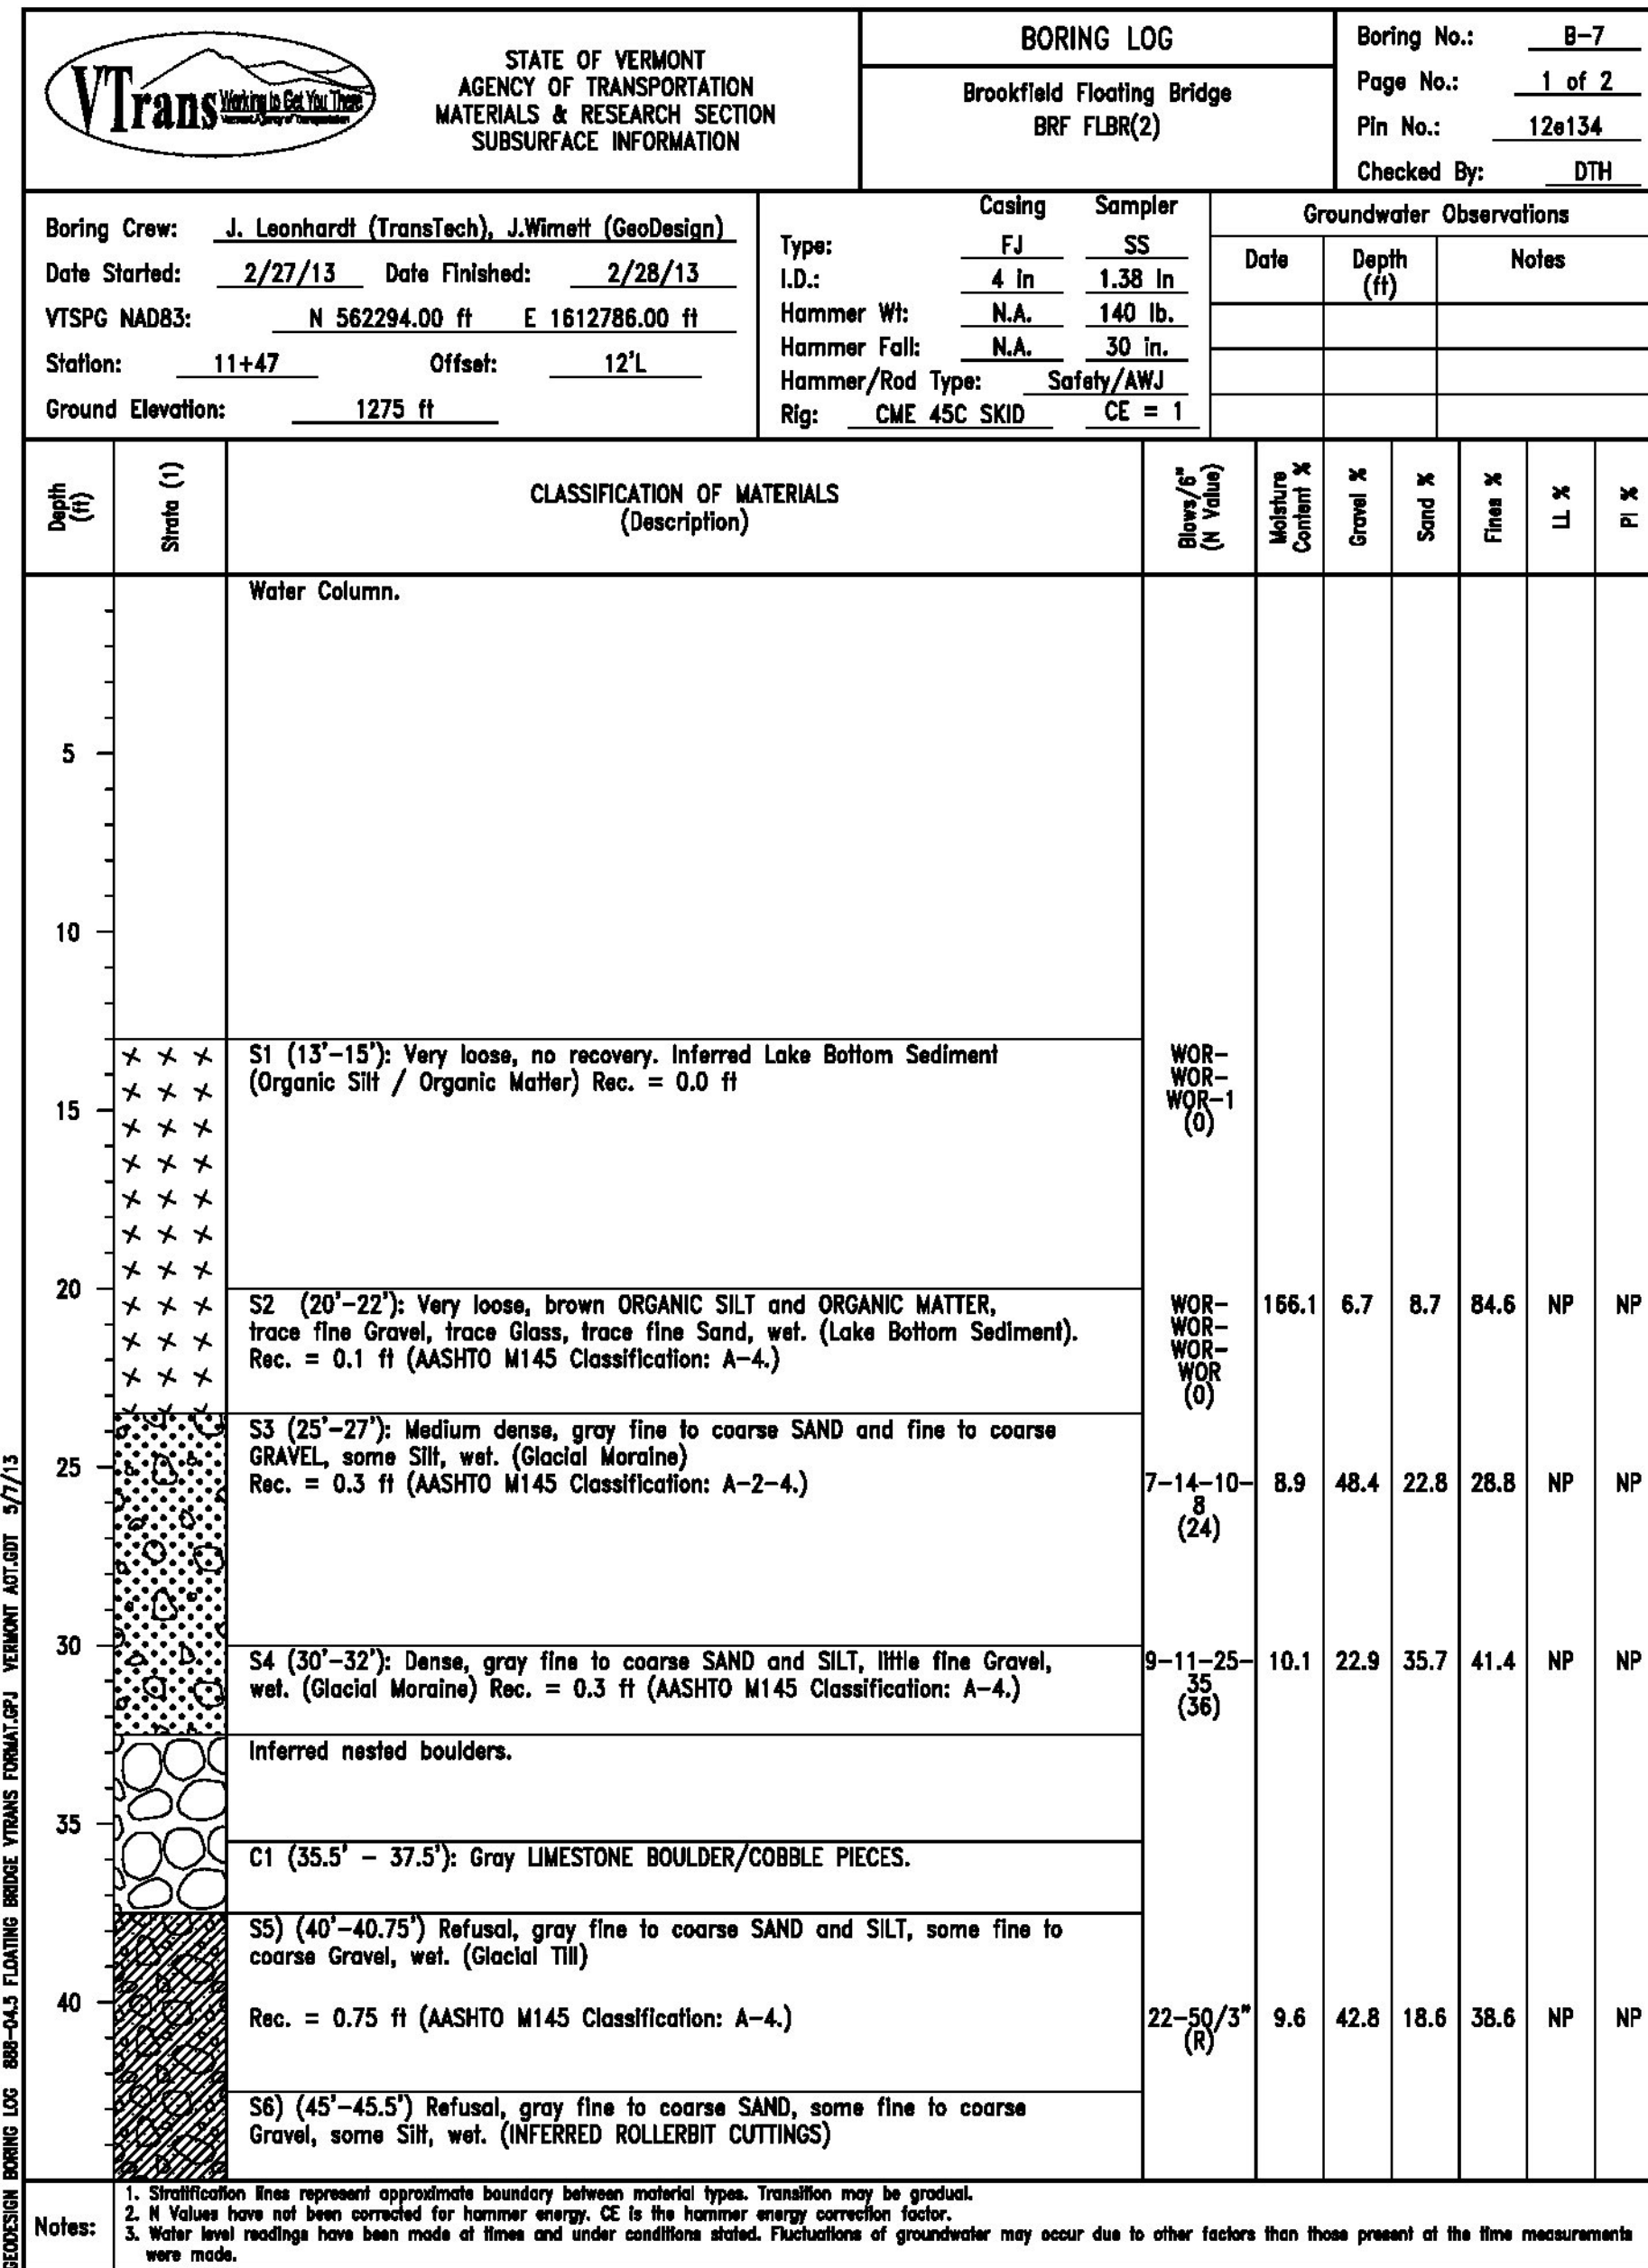 VTrans Working to Get You There
Vermont Agency of Transportation
STATE OF VERMONT
AGENCY OF TRANSPORTATION
MATERIALS & RESEARCH SECTION
SUBSURFACE INFORMATION
BORING LOG
Brookfield Floating Bridge
BRF FLBR(2)
Boring No.: B-7
Page No.: 1 of 2
Pin No.: 12e134
Checked By: DTH
Boring Crew: J. Leonhardt (TransTech), J.Wimett (GeoDesign)
Date Started: 2/27/13 Date Finished: 2/28/13
VTSPG NAD83: N 562294.00 ft E 1612786.00 ft
Station: 11+47 Offset: 12'L
Ground Elevation: 1275 ft
Casing Sampler
Type: FJ SS
I.D.: 4 in 1.38 in
Hammer Wt: N.A. 140 lb.
Hammer Fall: N.A. 30 in.
Hammer/Rod Type: Safety/AWJ
Rig: CME 45C SKID CE = 1
Groundwater Observations
Date Depth (ft) Notes
Depth (ft)
Strata (1)
CLASSIFICATION OF MATERIALS
(Description)
Blows/6" (N Value)
Moisture Content %
Gravel %
Sand %
Fines %
LL %
PI %
Water Column.
5
10
S1 (13'-15'): Very loose, no recovery. Inferred Lake Bottom Sediment
(Organic Silt / Organic Matter) Rec. = 0.0 ft
WOR-
WOR-
WOR-1
(0)
15
20
S2 (20'-22'): Very loose, brown ORGANIC SILT and ORGANIC MATTER,
trace fine Gravel, trace Glass, trace fine Sand, wet. (Lake Bottom Sediment).
Rec. = 0.1 ft (AASHTO M145 Classification: A-4.)
WOR-
WOR-
WOR-
WOR
(0)
166.1 6.7 8.7 84.6 NP NP
S3 (25'-27'): Medium dense, gray fine to coarse SAND and fine to coarse
GRAVEL, some Silt, wet. (Glacial Moraine)
Rec. = 0.3 ft (AASHTO M145 Classification: A-2-4.)
25
7-14-10-
8
(24)
8.9 48.4 22.8 28.8 NP NP
30
S4 (30'-32'): Dense, gray fine to coarse SAND and SILT, little fine Gravel,
wet. (Glacial Moraine) Rec. = 0.3 ft (AASHTO M145 Classification: A-4.)
9-11-25-
35
(36)
10.1 22.9 35.7 41.4 NP NP
Inferred nested boulders.
35
C1 (35.5' - 37.5'): Gray LIMESTONE BOULDER/COBBLE PIECES.
S5) (40'-40.75') Refusal, gray fine to coarse SAND and SILT, some fine to
coarse Gravel, wet. (Glacial Till)
40
Rec. = 0.75 ft (AASHTO M145 Classification: A-4.)
22-50/3"
(R)
9.6 42.8 18.6 38.6 NP NP
S6) (45'-45.5') Refusal, gray fine to coarse SAND, some fine to coarse
Gravel, some Silt, wet. (INFERRED ROLLERBIT CUTTINGS)
Notes:
1. Stratification lines represent approximate boundary between material types. Transition may be gradual.
2. N Values have not been corrected for hammer energy. CE is the hammer energy correction factor.
3. Water level readings have been made at times and under conditions stated. Fluctuations of groundwater may occur due to other factors than those present at the time measurements
were made.
GEODESIGN BORING LOG 888-04.5 FLOATING BRIDGE VTRANS FORMAT.GPJ VERMONT AOT.GDT 5/7/13